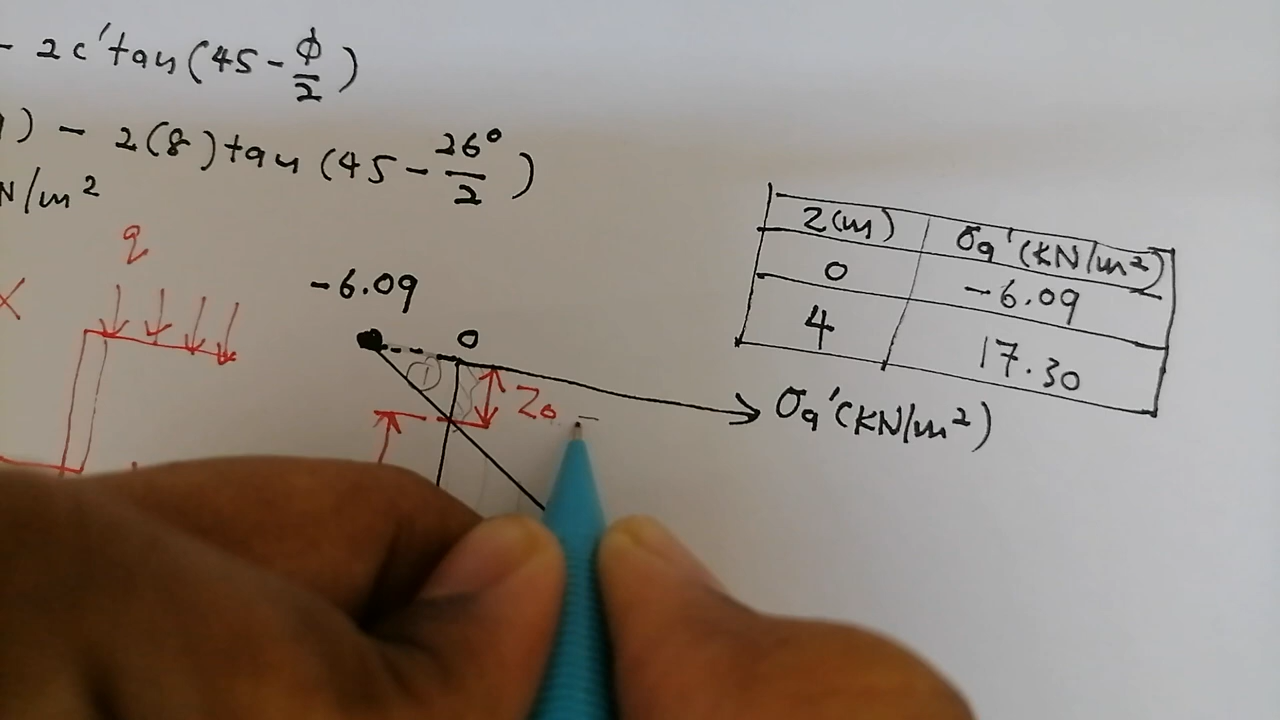 - 2c'tan(45-ϕ/2)
) - 2(8)tan(45-26°/2)
N/m²
q
-6.09
0
①
Zo =
σa'(KN/m²)
Z(m) σa'(KN/m²)
0 -6.09
4 17.30